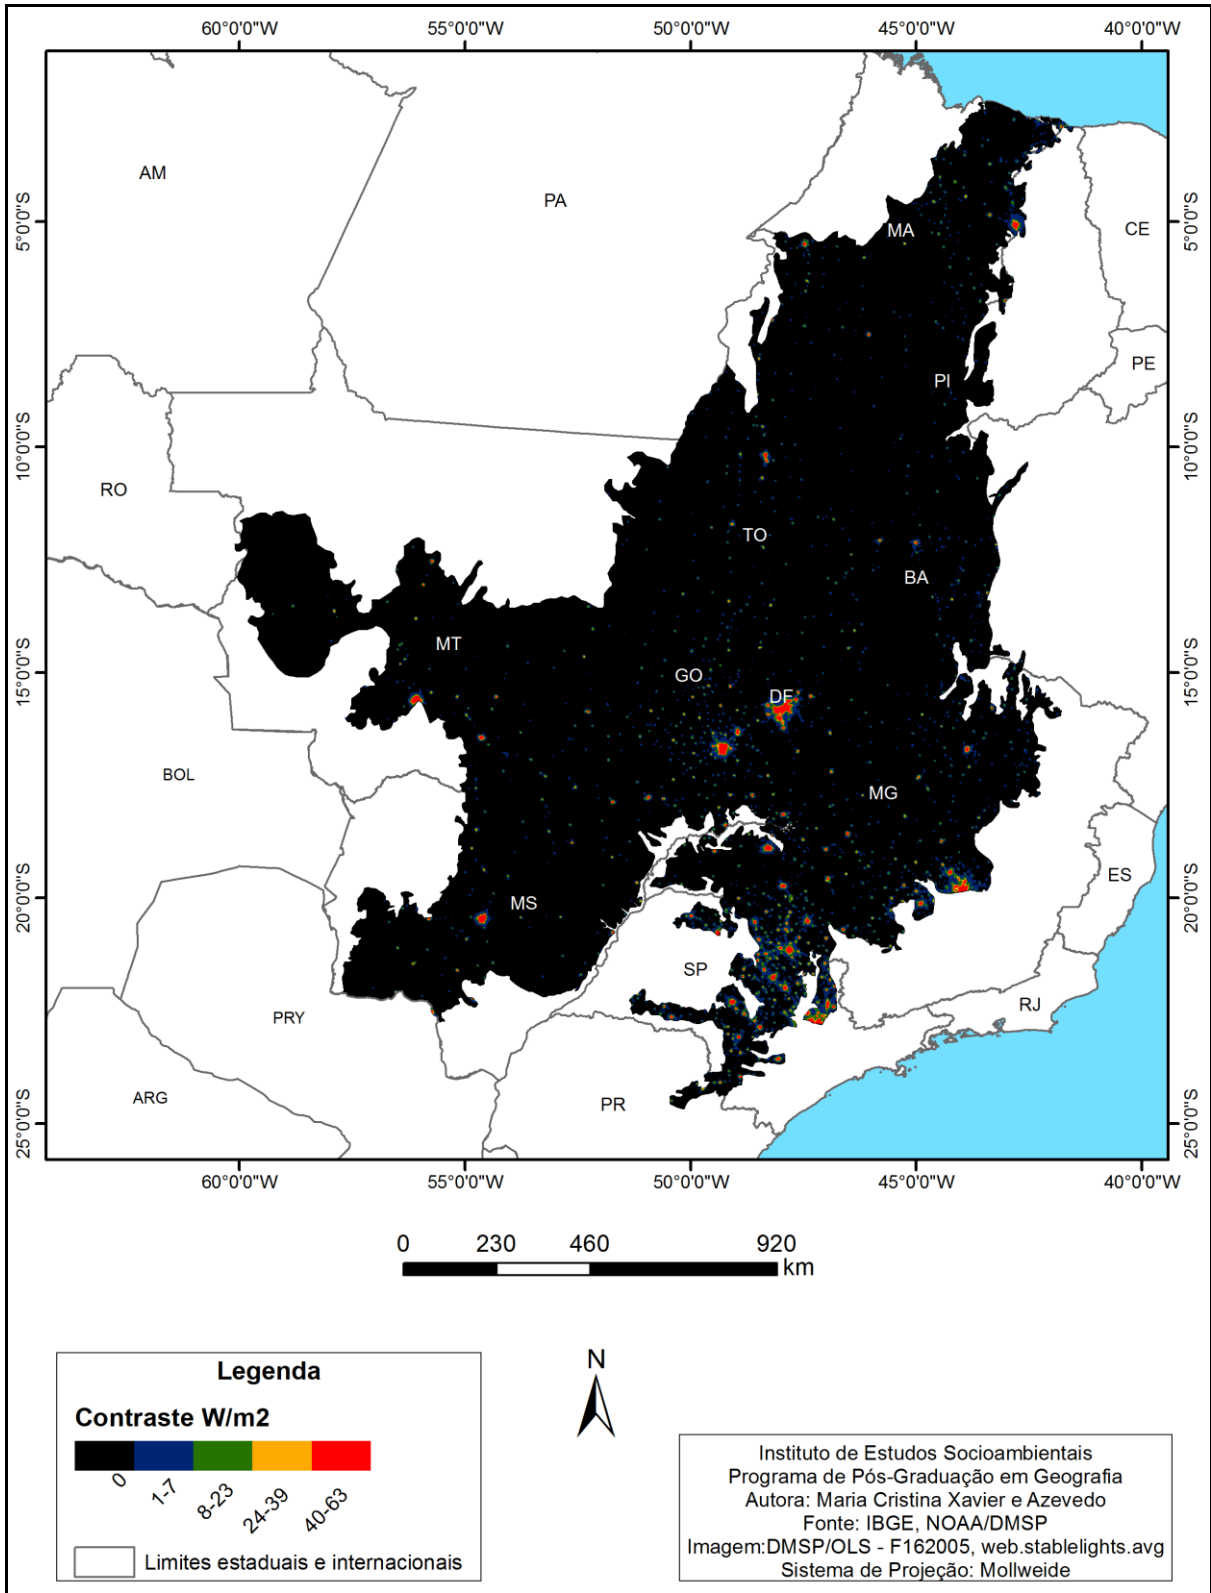 60°0'0"W 55°0'0"W 50°0'0"W 45°0'0"W 40°0'0"W
AM
PA
5°0'0"S
MA
CE
5°0'0"S
PE
PI
10°0'0"S
10°0'0"S
RO
TO
BA
MT
15°0'0"S
GO
DF
15°0'0"S
BOL
MG
ES
20°0'0"S
MS
20°0'0"S
SP
RJ
PRY
ARG
PR
25°0'0"S
25°0'0"S
60°0'0"W 55°0'0"W 50°0'0"W 45°0'0"W 40°0'0"W
0 230 460 920
km
N
Legenda
Contraste W/m2
0 1-7 8-23 24-39 40-63
Limites estaduais e internacionais
Instituto de Estudos Socioambientais
Programa de Pós-Graduação em Geografia
Autora: Maria Cristina Xavier e Azevedo
Fonte: IBGE, NOAA/DMSP
Imagem:DMSP/OLS - F162005, web.stablelights.avg
Sistema de Projeção: Mollweide